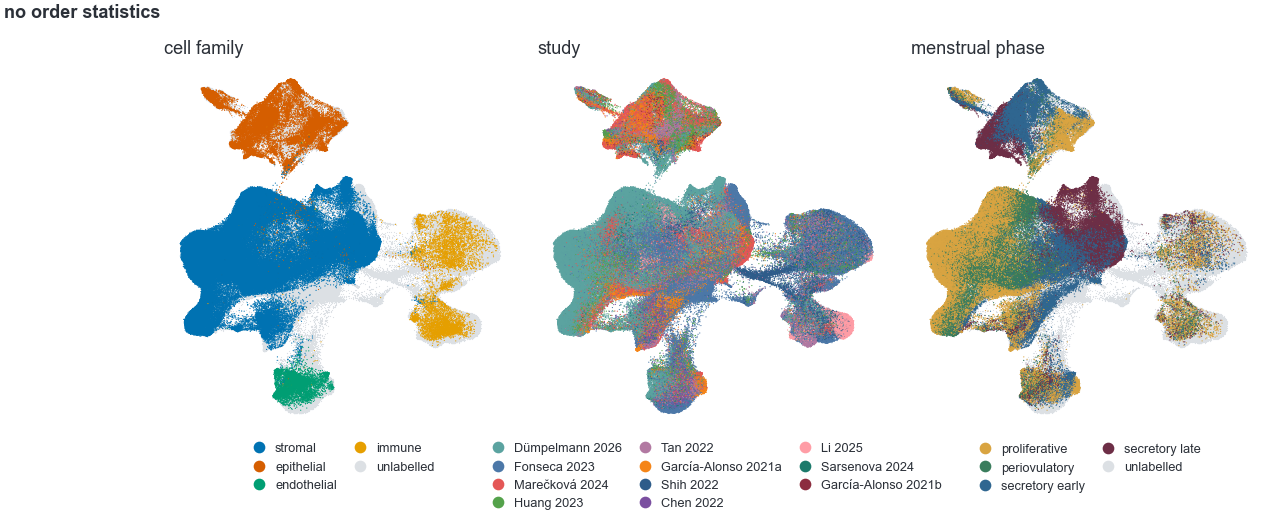 no order statistics
cell family
study
menstrual phase
stromal
epithelial
endothelial
immune
unlabelled
Dümpelmann 2026
Fonseca 2023
Marečková 2024
Huang 2023
Tan 2022
García-Alonso 2021a
Shih 2022
Chen 2022
Li 2025
Sarsenova 2024
García-Alonso 2021b
proliferative
periovulatory
secretory early
secretory late
unlabelled